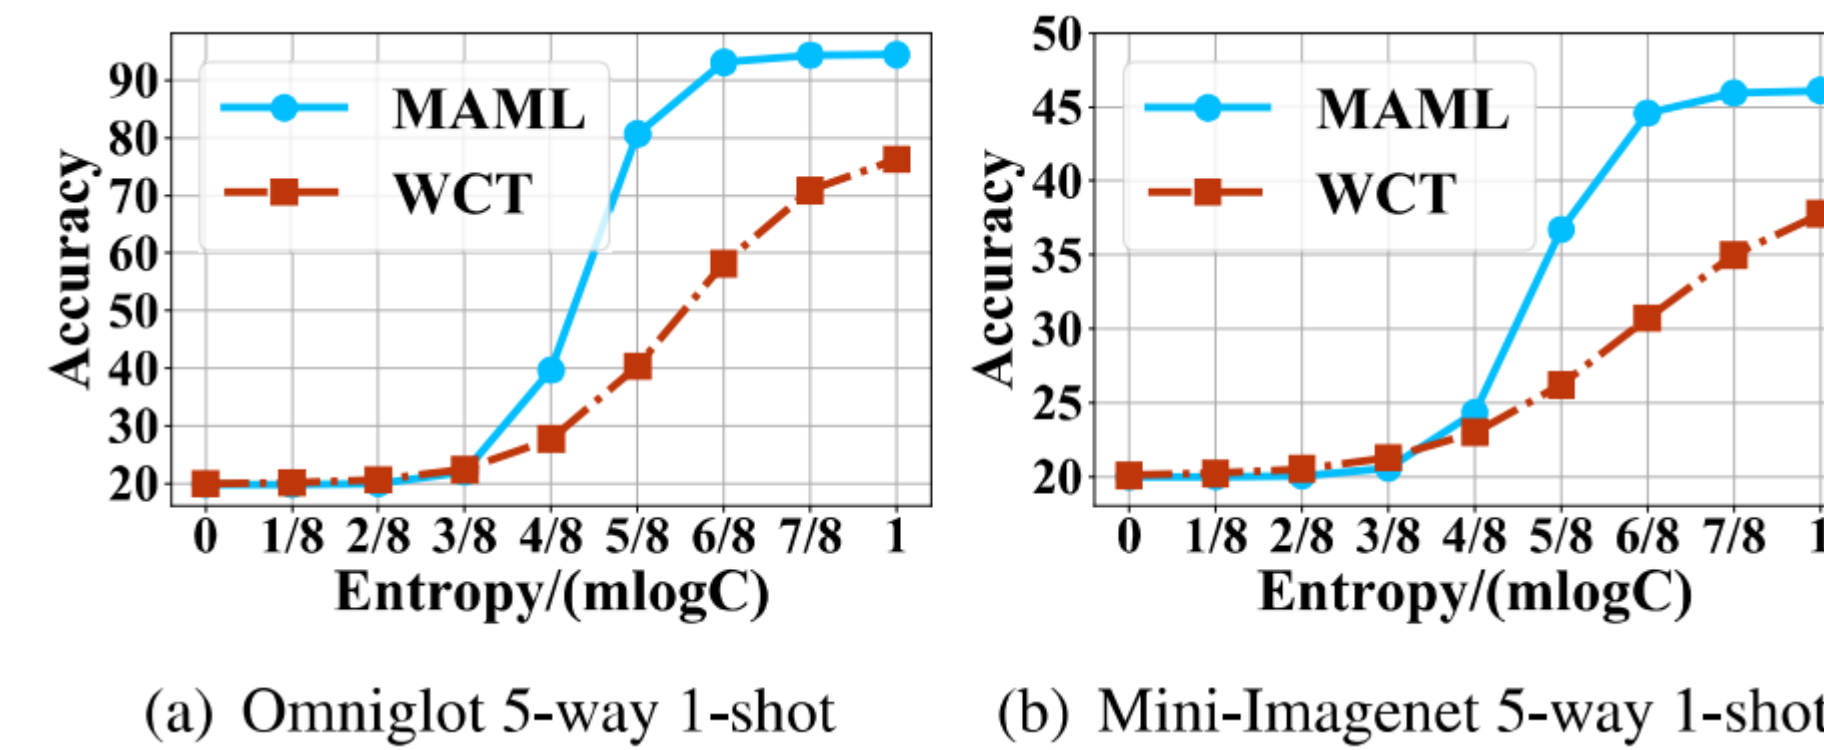 90
80
70
60
50
40
30
20
Accuracy
MAML
WCT
0 1/8 2/8 3/8 4/8 5/8 6/8 7/8 1
Entropy/(mlogC)
(a) Omniglot 5-way 1-shot
50
45
40
35
30
25
20
Accuracy
MAML
WCT
0 1/8 2/8 3/8 4/8 5/8 6/8 7/8 1
Entropy/(mlogC)
(b) Mini-Imagenet 5-way 1-shot